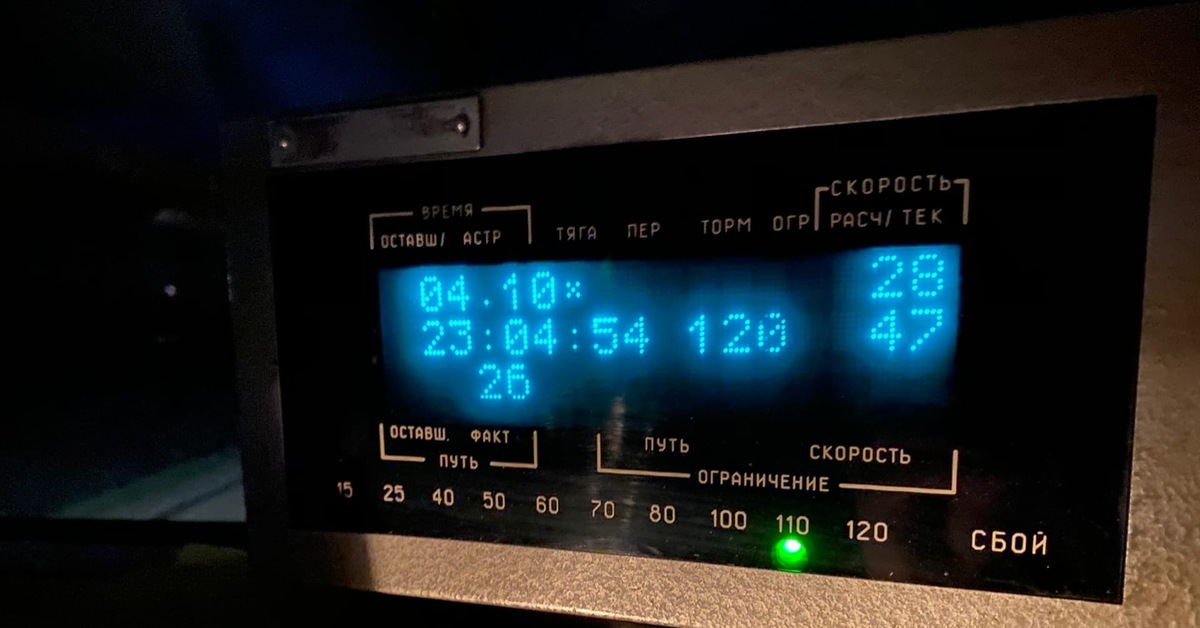 СКОРОСТЬ
ВРЕМЯ
ОСТАВШ/ АСТР ТЯГА ПЕР ТОРМ ОГР РАСЧ/ ТЕК
04.10× 28
23:04:54 120 47
26
ОСТАВШ. ФАКТ ПУТЬ СКОРОСТЬ
ПУТЬ ОГРАНИЧЕНИЕ
15 25 40 50 60 70 80 100 110 120 СБОЙ